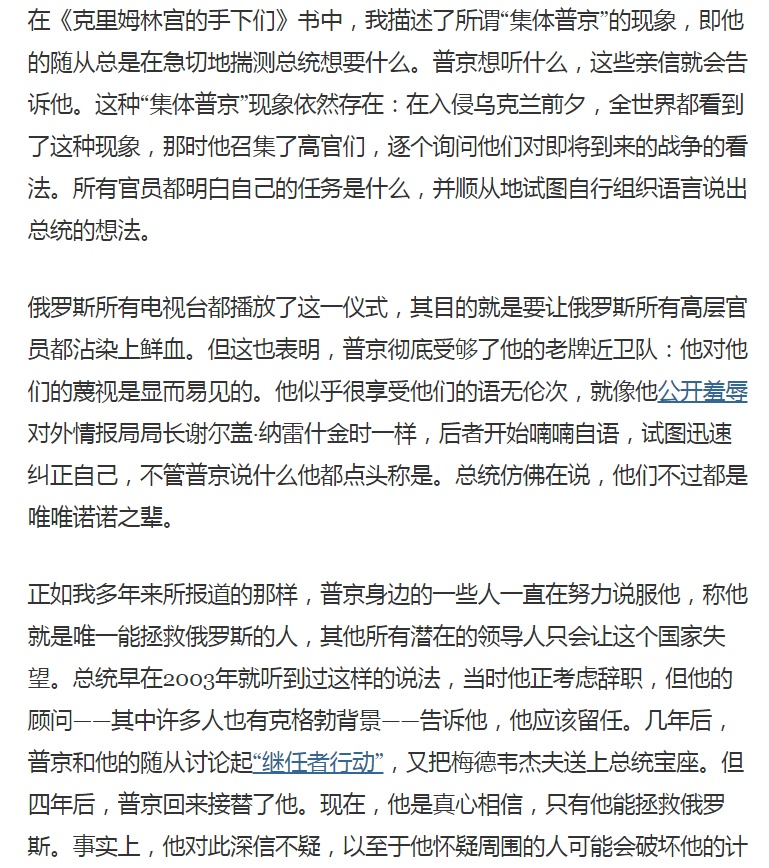 在《克里姆林宫的手下们》书中，我描述了所谓“集体普京”的现象，即他
的随从总是在急切地揣测总统想要什么。普京想听什么，这些亲信就会告
诉他。这种“集体普京”现象依然存在：在入侵乌克兰前夕，全世界都看到
了这种现象，那时他召集了高官们，逐个询问他们对即将到来的战争的看
法。所有官员都明白自己的任务是什么，并顺从地试图自行组织语言说出
总统的想法。
俄罗斯所有电视台都播放了这一仪式，其目的就是要让俄罗斯所有高层官
员都沾染上鲜血。但这也表明，普京彻底受够了他的老牌近卫队：他对他
们的蔑视是显而易见的。他似乎很享受他们的语无伦次，就像他公开羞辱
对外情报局局长谢尔盖·纳雷什金时一样，后者开始喃喃自语，试图迅速
纠正自己，不管普京说什么他都点头称是。总统仿佛在说，他们不过都是
唯唯诺诺之辈。
正如我多年来所报道的那样，普京身边的一些人一直在努力说服他，称他
就是唯一能拯救俄罗斯的人，其他所有潜在的领导人只会让这个国家失
望。总统早在2003年就听到过这样的说法，当时他正考虑辞职，但他的
顾问——其中许多人也有克格勃背景——告诉他，他应该留任。几年后，
普京和他的随从讨论起“继任者行动”，又把梅德韦杰夫送上总统宝座。但
四年后，普京回来接替了他。现在，他是真心相信，只有他能拯救俄罗
斯。事实上，他对此深信不疑，以至于他怀疑周围的人可能会破坏他的计